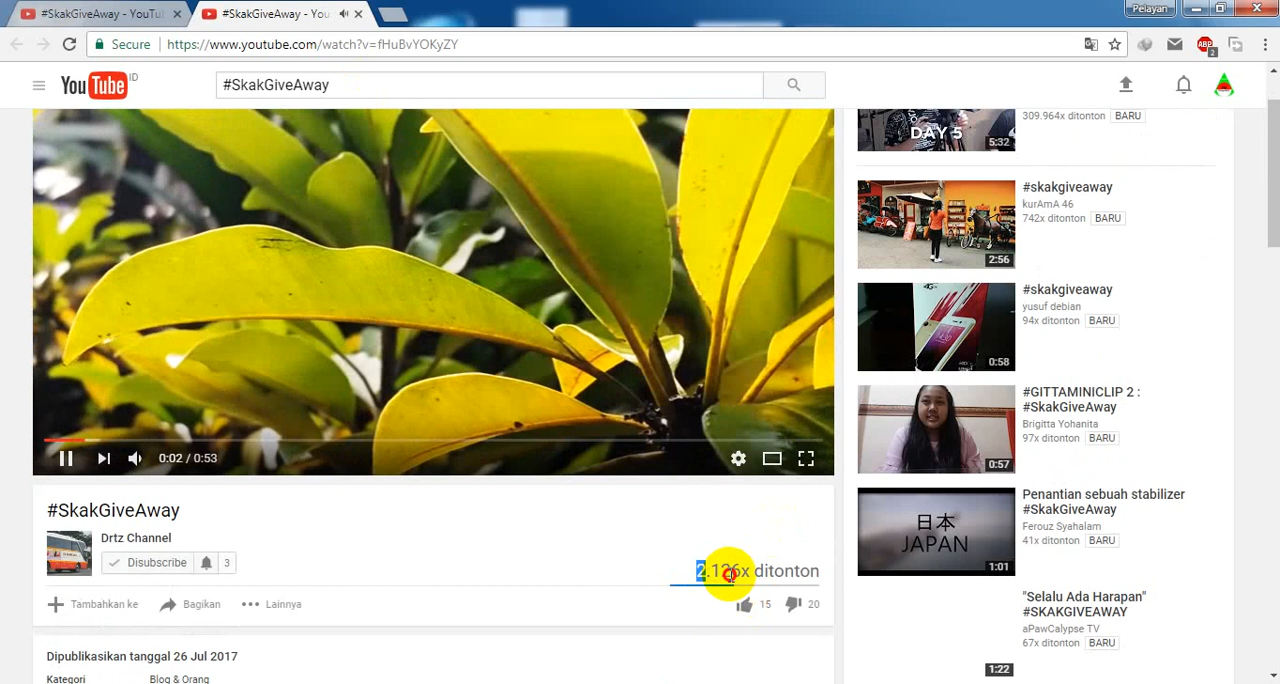 #SkakGiveAway - YouTu
#SkakGiveAway - You
Pelayan
Secure
https://www.youtube.com/watch?v=fHuBvYOKyZY
ABP
2
YouTube ID
#SkakGiveAway
DAY 5
5:32
309.964x ditonton BARU
#skakgiveaway
kurAmA 46
742x ditonton BARU
2:56
#skakgiveaway
yusuf debian
94x ditonton BARU
0:58
#GITTAMINICLIP 2 :
#SkakGiveAway
Brigitta Yohanita
97x ditonton BARU
0:57
Penantian sebuah stabilizer
#SkakGiveAway
Ferouz Syahalam
41x ditonton BARU
日本
JAPAN
1:01
"Selalu Ada Harapan"
#SKAKGIVEAWAY
aPawCalypse TV
67x ditonton BARU
1:22
0:02 / 0:53
#SkakGiveAway
Drtz Channel
Disubscribe 3
2.126x ditonton
Tambahkan ke Bagikan Lainnya
15 20
Dipublikasikan tanggal 26 Jul 2017
Kategori Blog & Orang